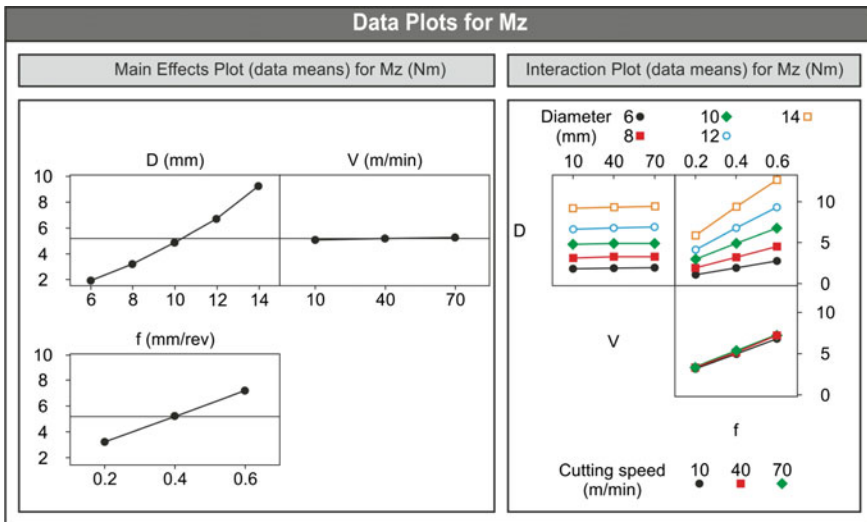 Data Plots for Mz
Main Effects Plot (data means) for Mz (Nm)
D (mm)
V (m/min)
10
8
6
4
2
6 8 10 12 14
10 40 70
f (mm/rev)
10
8
6
4
2
0.2 0.4 0.6
Interaction Plot (data means) for Mz (Nm)
Diameter 6 10 14
(mm) 8 12
10 40 70 0.2 0.4 0.6
D
10
5
0
V
10
5
0
f
Cutting speed 10 40 70
(m/min)